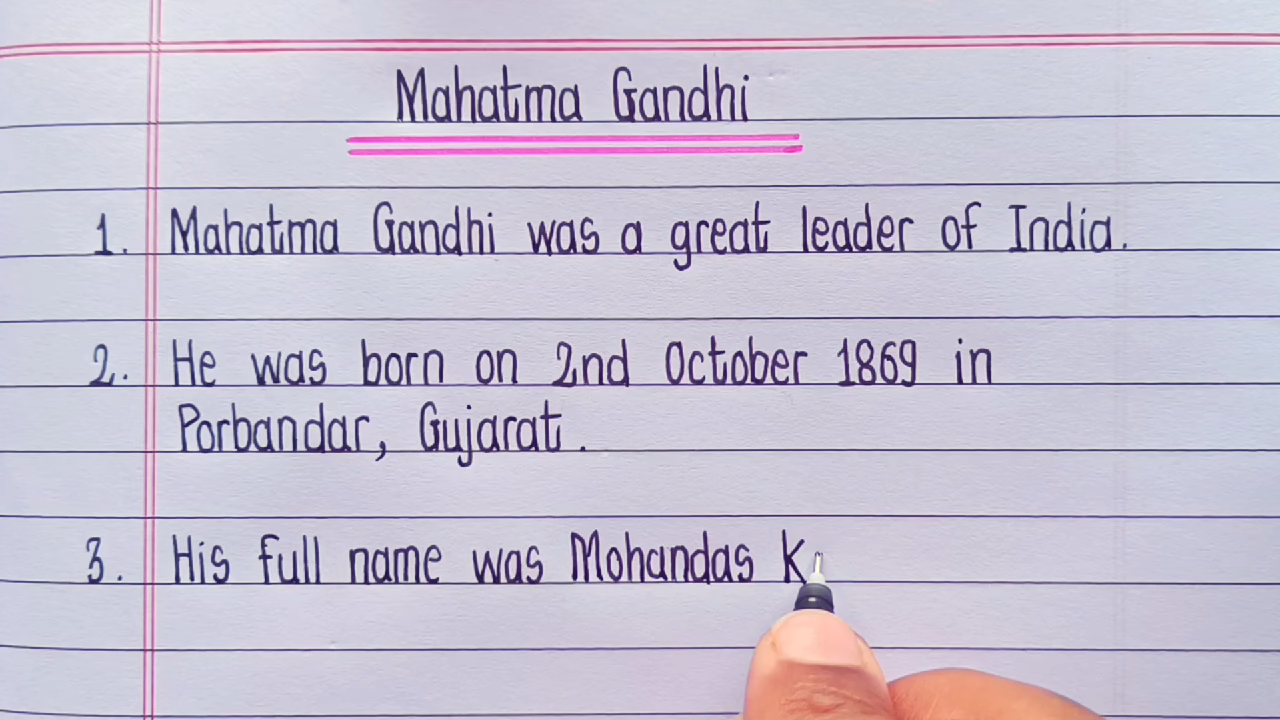 Mahatma Gandhi
1. Mahatma Gandhi was a great leader of India.
2. He was born on 2nd October 1869 in
Porbandar, Gujarat.
3. His full name was Mohandas K